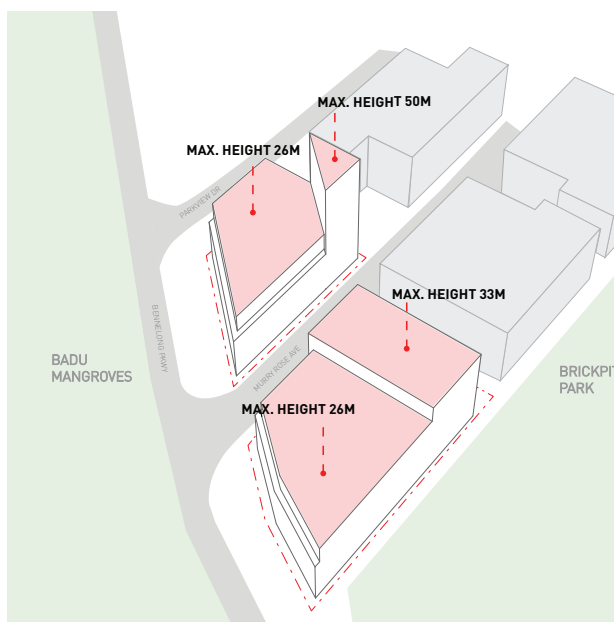 MAX. HEIGHT 50M
MAX. HEIGHT 26M
PARKVIEW DR
MAX. HEIGHT 33M
BENNELONG PKWY
MURRY ROSE AVE
BADU
MANGROVES
BRICKPIT
PARK
MAX. HEIGHT 26M